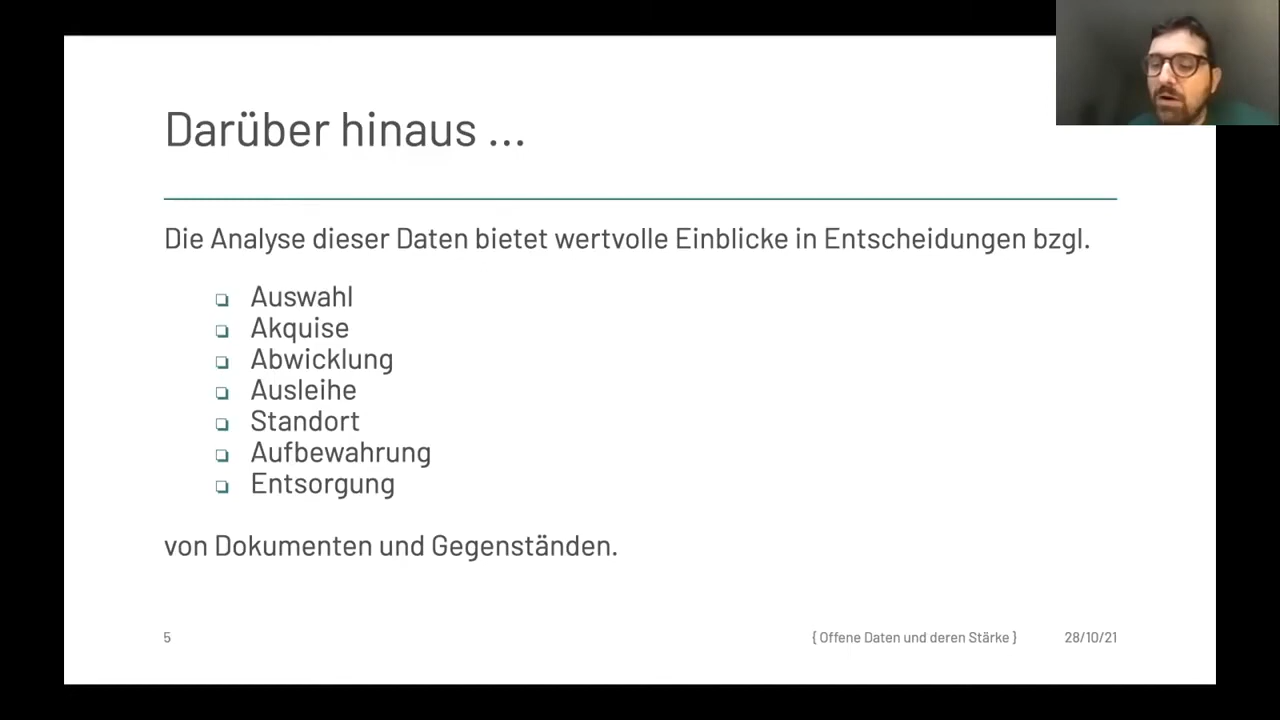 Darüber hinaus ...
Die Analyse dieser Daten bietet wertvolle Einblicke in Entscheidungen bzgl.
Auswahl
Akquise
Abwicklung
Ausleihe
Standort
Aufbewahrung
Entsorgung
von Dokumenten und Gegenständen.
5
{ Offene Daten und deren Stärke }
28/10/21